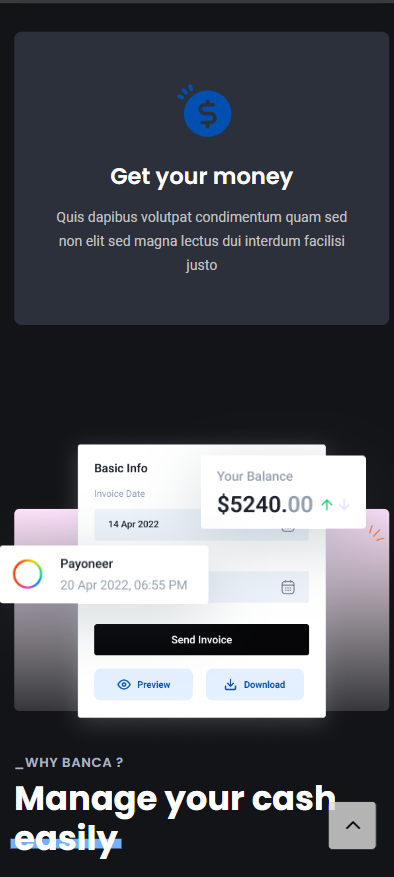 Get your money
Quis dapibus volutpat condimentum quam sed
non elit sed magna lectus dui interdum facilisi
justo
Basic Info
Your Balance
Invoice Date
$5240.00
14 Apr 2022
Payoneer
20 Apr 2022, 06:55 PM
Send Invoice
Preview
Download
_WHY BANCA ?
Manage your cash
easily